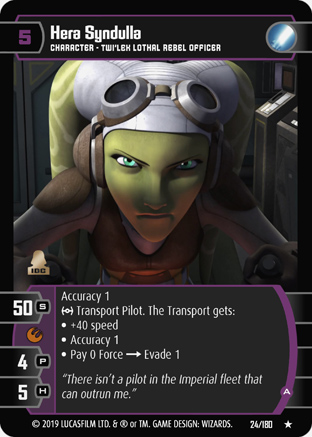 5
Hera Syndulla
CHARACTER - TWI'LEK LOTHAL REBEL OFFICER
IDC
50 S
4 P
5 H
Accuracy 1
Transport Pilot. The Transport gets:
• +40 speed
• Accuracy 1
• Pay 0 Force → Evade 1
"There isn't a pilot in the Imperial fleet that
can outrun me."
A
© 2019 LUCASFILM LTD. & ® or TM. GAME DESIGN: WIZARDS.
24/180 ★